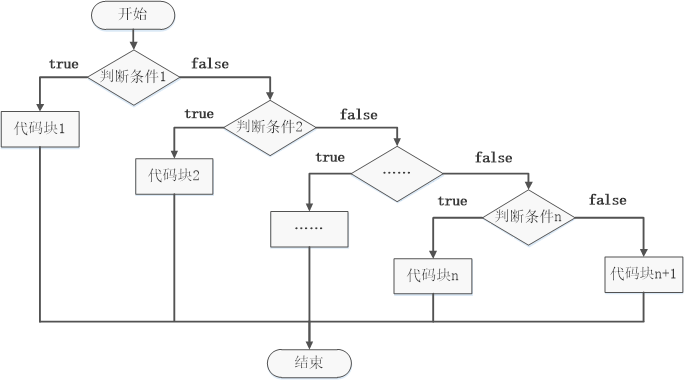 开始
判断条件1
true
false
代码块1
判断条件2
true
false
代码块2
……
true
false
……
判断条件n
true
false
代码块n
代码块n+1
结束